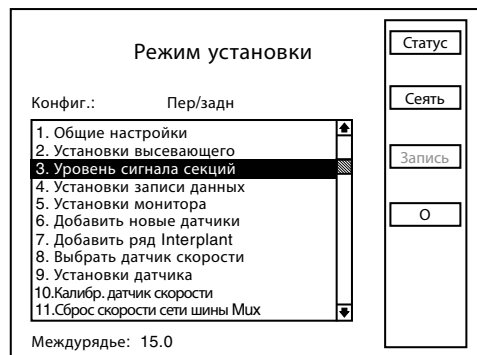 Режим установки
Конфиг.: Пер/задн
1. Общие настройки
2. Установки высевающего
3. Уровень сигнала секций
4. Установки записи данных
5. Установки монитора
6. Добавить новые датчики
7. Добавить ряд Interplant
8. Выбрать датчик скорости
9. Установки датчика
10.Калибр. датчик скорости
11.Сброс скорости сети шины Mux
Междурядье: 15.0
Статус
Сеять
Запись
О